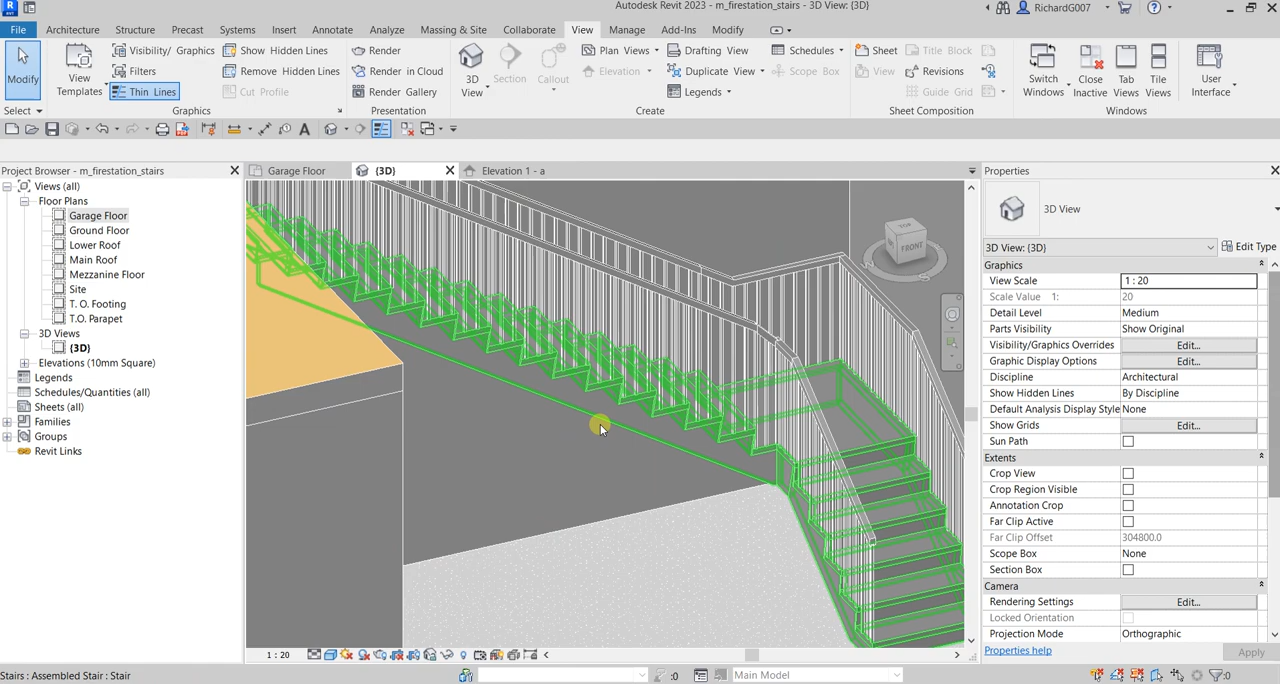 Autodesk Revit 2023 - m_firestation_stairs - 3D View: {3D}
RichardG007
File Architecture Structure Precast Systems Insert Annotate Analyze Massing & Site Collaborate View Manage Add-Ins Modify
Modify
Select
View
Templates
Visibility/ Graphics
Filters
Thin Lines
Show Hidden Lines
Remove Hidden Lines
Cut Profile
Graphics
Render
Render in Cloud
Render Gallery
Presentation
3D
View
Section
Callout
Plan Views
Elevation
Drafting View
Duplicate View
Legends
Schedules
Scope Box
Create
Sheet
View
Title Block
Revisions
Guide Grid
Sheet Composition
Switch
Windows
Close
Inactive
Tab
Views
Tile
Views
Windows
User
Interface
Project Browser - m_firestation_stairs
Views (all)
Floor Plans
Garage Floor
Ground Floor
Lower Roof
Main Roof
Mezzanine Floor
Site
T. O. Footing
T.O. Parapet
3D Views
{3D}
Elevations (10mm Square)
Legends
Schedules/Quantities (all)
Sheets (all)
Families
Groups
Revit Links
Garage Floor
{3D}
Elevation 1 - a
TOP
FRONT
Properties
3D View
3D View: {3D}
Edit Type
Graphics
View Scale 1 : 20
Scale Value 1: 20
Detail Level Medium
Parts Visibility Show Original
Visibility/Graphics Overrides Edit...
Graphic Display Options Edit...
Discipline Architectural
Show Hidden Lines By Discipline
Default Analysis Display Style None
Show Grids Edit...
Sun Path
Extents
Crop View
Crop Region Visible
Annotation Crop
Far Clip Active
Far Clip Offset 304800.0
Scope Box None
Section Box
Camera
Rendering Settings Edit...
Locked Orientation
Projection Mode Orthographic
Properties help
Apply
1 : 20
Stairs : Assembled Stair : Stair
:0
Main Model
:0